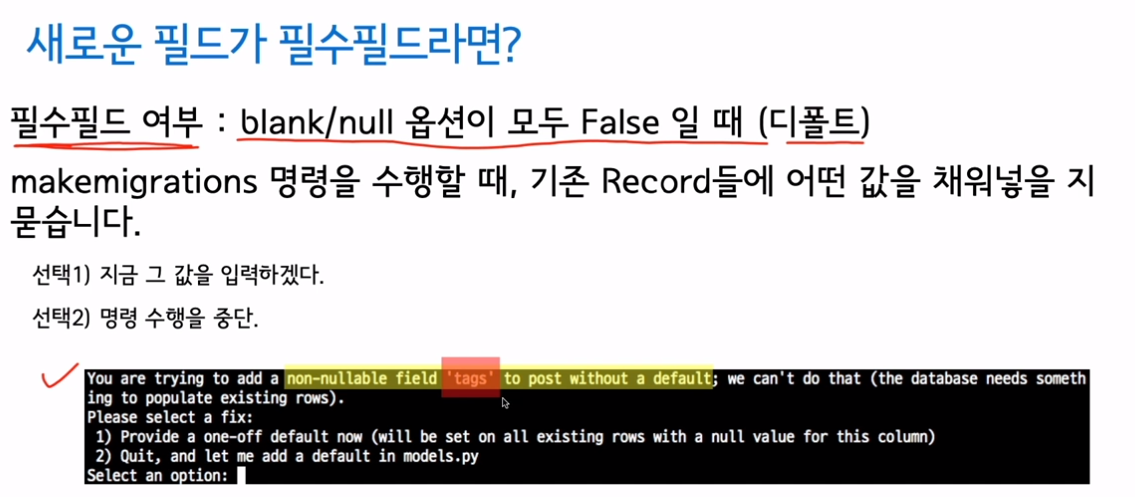 새로운 필드가 필수필드라면?
필수필드 여부 : blank/null 옵션이 모두 False 일 때 (디폴트)
makemigrations 명령을 수행할 때, 기존 Record들에 어떤 값을 채워넣을 지
묻습니다.
선택1) 지금 그 값을 입력하겠다.
선택2) 명령 수행을 중단.
You are trying to add a non-nullable field 'tags' to post without a default; we can't do that (the database needs someth
ing to populate existing rows).
Please select a fix:
1) Provide a one-off default now (will be set on all existing rows with a null value for this column)
2) Quit, and let me add a default in models.py
Select an option: